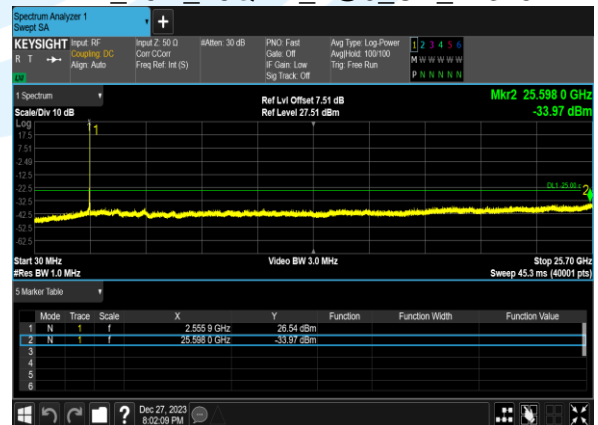 Spectrum Analyzer 1
Swept SA
+
KEYSIGHT Input: RF Input Z: 50 Ω #Atten: 30 dB PNO: Fast Avg Type: Log-Power 1 2 3 4 5 6
R T Coupling: DC Corr CCorr Gate: Off Avg|Hold: 100/100 M W W W W W
Align: Auto Freq Ref: Int (S) IF Gain: Low Trig: Free Run
Sig Track: Off P N N N N N
LXI
1 Spectrum Ref Lvl Offset 7.51 dB Mkr2 25.598 0 GHz
Scale/Div 10 dB Ref Level 27.51 dBm -33.97 dBm
Log
17.5 1
7.51
-2.49
-12.5
-22.5 DL1 -25.00 2
-32.5
-42.5
-52.5
-62.5
Start 30 MHz Video BW 3.0 MHz Stop 25.70 GHz
#Res BW 1.0 MHz Sweep 45.3 ms (40001 pts)
5 Marker Table
Mode Trace Scale X Y Function Function Width Function Value
1 N 1 f 2.555 9 GHz 26.54 dBm
2 N 1 f 25.598 0 GHz -33.97 dBm
3
4
5
6
? Dec 27, 2023
8:02:09 PM